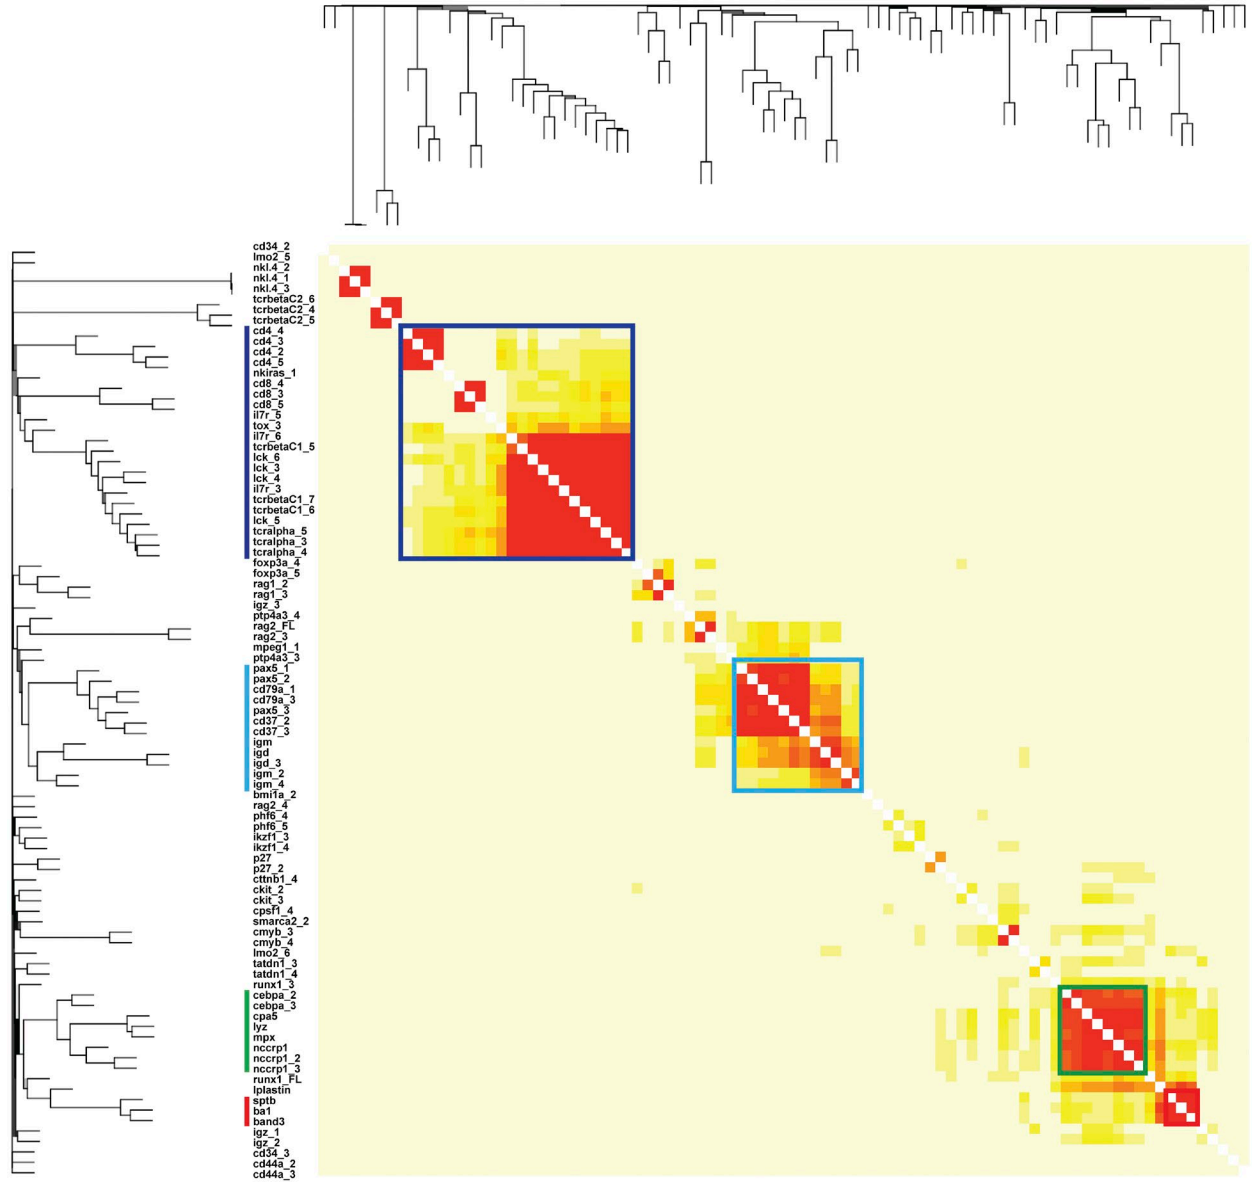 cd34_2
lmo2_5
nkl.4_2
nkl.4_1
nkl.4_3
tcrbetaC2_6
tcrbetaC2_4
tcrbetaC2_5
cd4_4
cd4_3
cd4_2
cd4_5
nkiras_1
cd8_4
cd8_3
cd8_5
il7r_5
tox_3
il7r_6
tcrbetaC1_5
lck_6
lck_3
lck_4
il7r_3
tcrbetaC1_7
tcrbetaC1_6
lck_5
tcralpha_5
tcralpha_3
tcralpha_4
foxp3a_4
foxp3a_5
rag1_2
rag1_3
igz_3
ptp4a3_4
rag2_FL
rag2_3
mpeg1_1
ptp4a3_3
pax5_1
pax5_2
cd79a_1
cd79a_3
pax5_3
cd37_2
cd37_3
igm
igd
igd_3
igm_2
igm_4
bmi1a_2
rag2_4
phf6_4
phf6_5
ikzf1_3
ikzf1_4
p27
p27_2
cttnb1_4
ckit_2
ckit_3
cpsf1_4
smarca2_2
cmyb_3
cmyb_4
lmo2_6
tatdn1_3
tatdn1_4
runx1_3
cebpa_2
cebpa_3
cpa5
lyz
mpx
nccrp1
nccrp1_2
nccrp1_3
runx1_FL
lplastin
sptb
ba1
band3
igz_1
igz_2
cd34_3
cd44a_2
cd44a_3